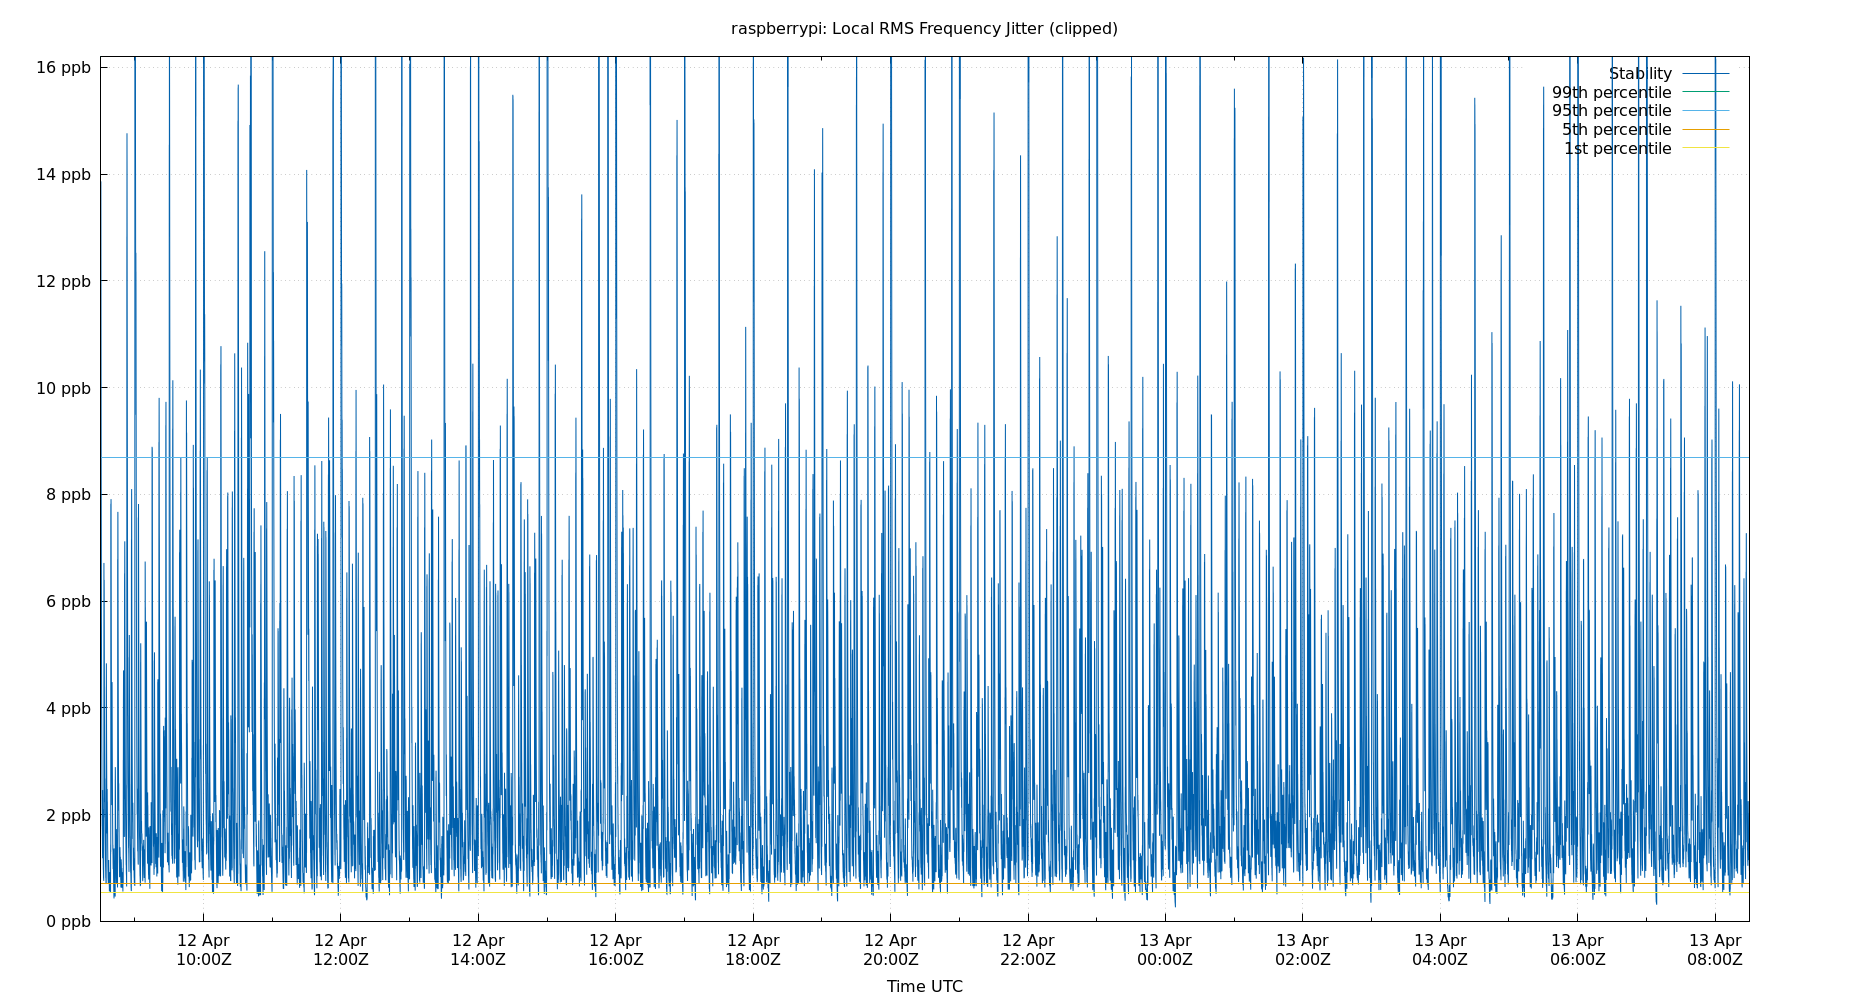 raspberrypi: Local RMS Frequency Jitter (clipped)
16 ppb
14 ppb
12 ppb
10 ppb
8 ppb
6 ppb
4 ppb
2 ppb
0 ppb
Stability
99th percentile
95th percentile
5th percentile
1st percentile
12 Apr
10:00Z
12 Apr
12:00Z
12 Apr
14:00Z
12 Apr
16:00Z
12 Apr
18:00Z
12 Apr
20:00Z
12 Apr
22:00Z
13 Apr
00:00Z
13 Apr
02:00Z
13 Apr
04:00Z
13 Apr
06:00Z
13 Apr
08:00Z
Time UTC